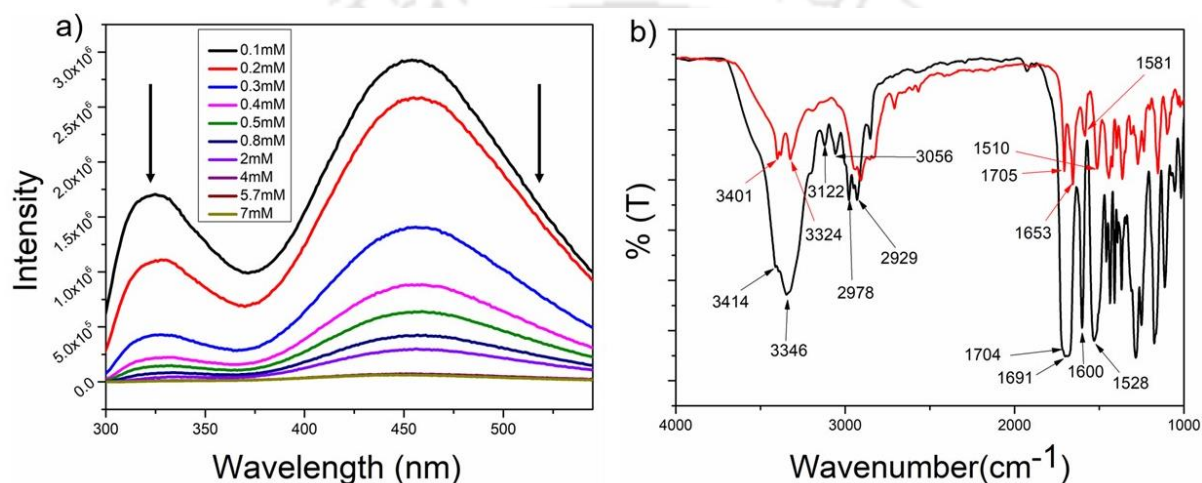 a)
0.1mM
0.2mM
0.3mM
0.4mM
0.5mM
0.8mM
2mM
4mM
5.7mM
7mM
3.0x10⁶
2.5x10⁶
2.0x10⁶
1.5x10⁶
1.0x10⁶
5.0x10⁵
0.0
Intensity
300 350 400 450 500
Wavelength (nm)
b)
3401
3324
3122
3056
2978
2929
3414
3346
1581
1510
1705
1653
1704
1691
1600
1528
% (T)
4000 3000 2000 1000
Wavenumber(cm⁻¹)